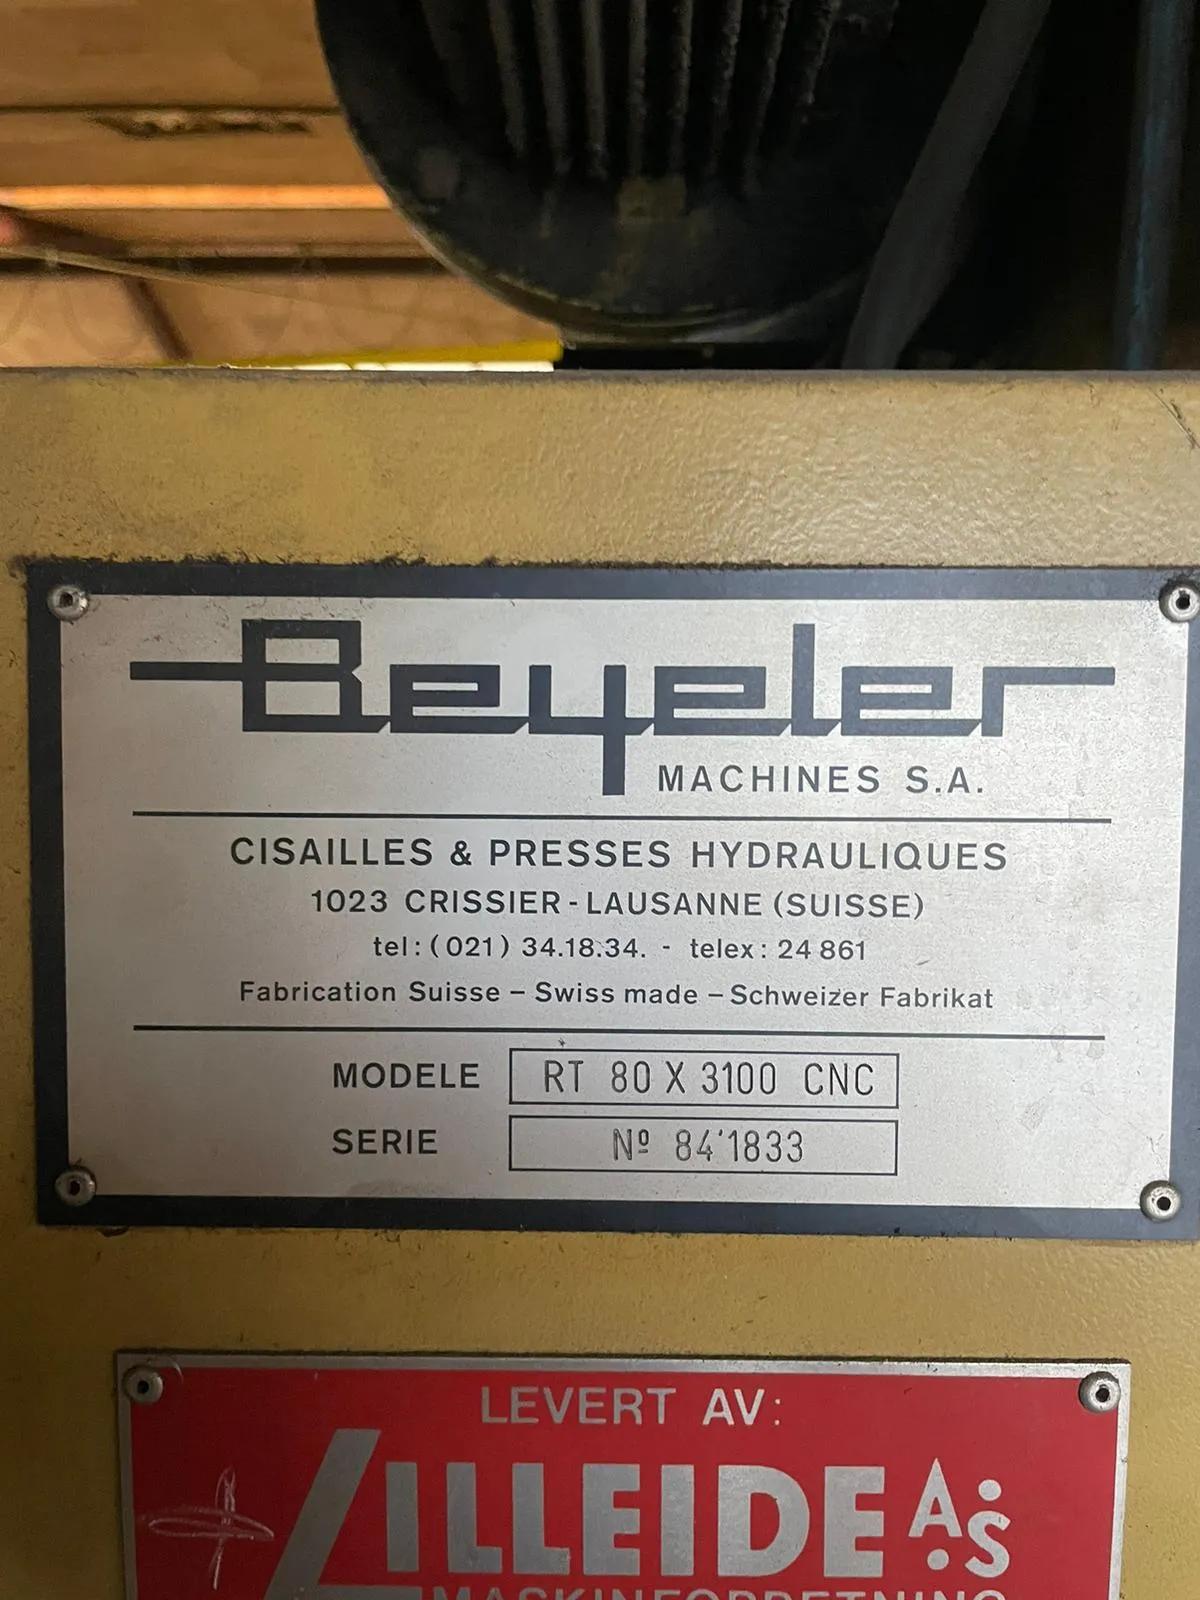 Beyeler
MACHINES S.A.
CISAILLES & PRESSES HYDRAULIQUES
1023 CRISSIER - LAUSANNE (SUISSE)
tel: (021) 34.18.34. - telex: 24 861
Fabrication Suisse – Swiss made – Schweizer Fabrikat
MODELE RT 80 X 3100 CNC
SERIE Nº 84'1833
LEVERT AV:
LILLEIDE A.S
MASKINFORRETNING